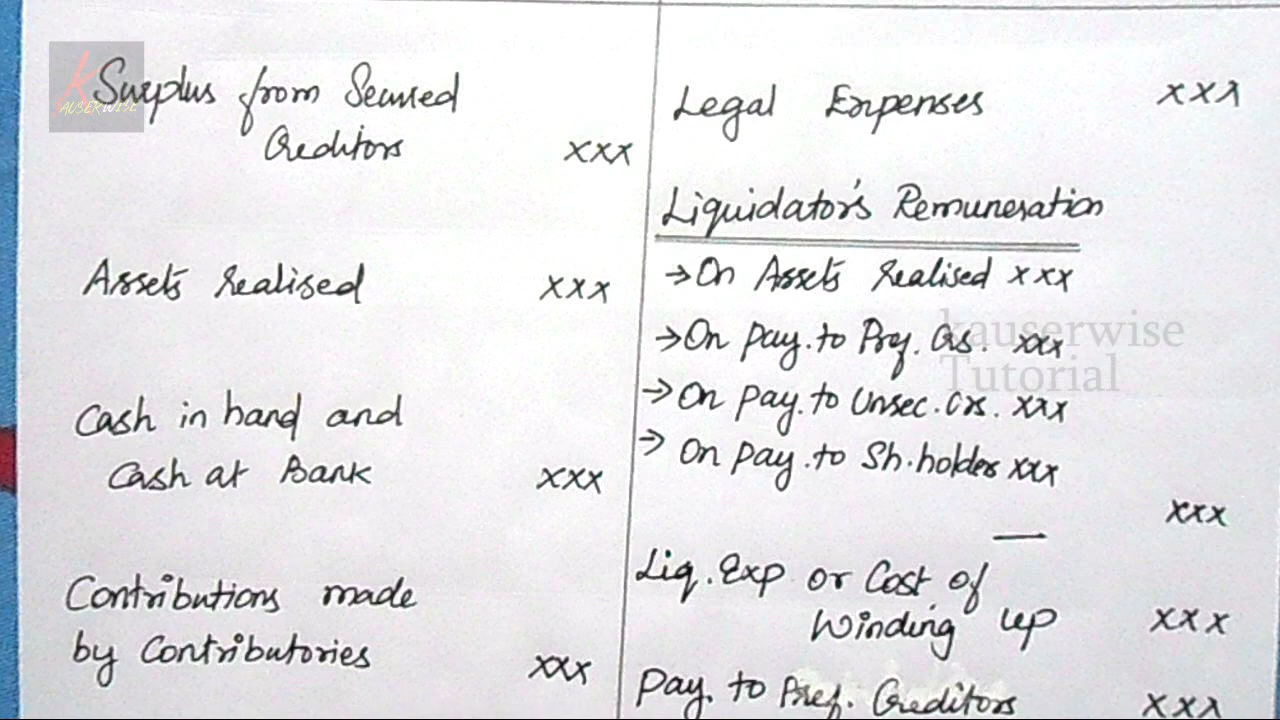 K
AUSERWISE
Surplus from Secured
Creditors xxx
Assets realised xxx
Cash in hand and
Cash at Bank xxx
Contributions made
by Contributories xxx
Legal Expenses xxx
Liquidator's Remuneration
→ On Assets realised xxx
→ On pay. to Pref. Crs. xxx
→ On pay. to Unsec. Crs. xxx
→ On pay. to Sh. holders xxx
xxx
Liq. Exp or Cost of
Winding up xxx
Pay. to Pref. Creditors xxx
kauserwise
Tutorial